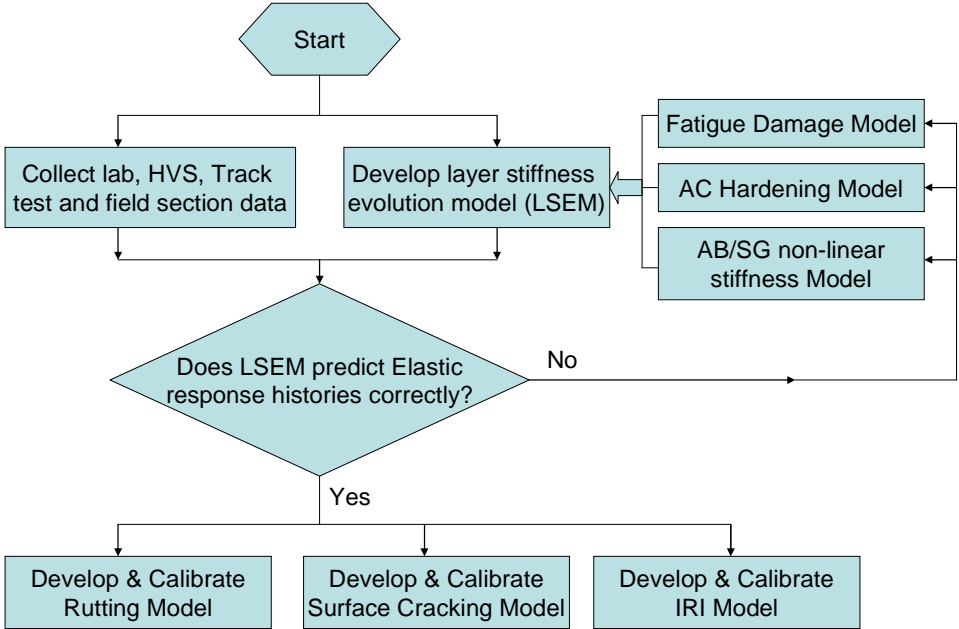 Start
Collect lab, HVS, Track
test and field section data
Develop layer stiffness
evolution model (LSEM)
Fatigue Damage Model
AC Hardening Model
AB/SG non-linear
stiffness Model
Does LSEM predict Elastic
response histories correctly?
No
Yes
Develop & Calibrate
Rutting Model
Develop & Calibrate
Surface Cracking Model
Develop & Calibrate
IRI Model